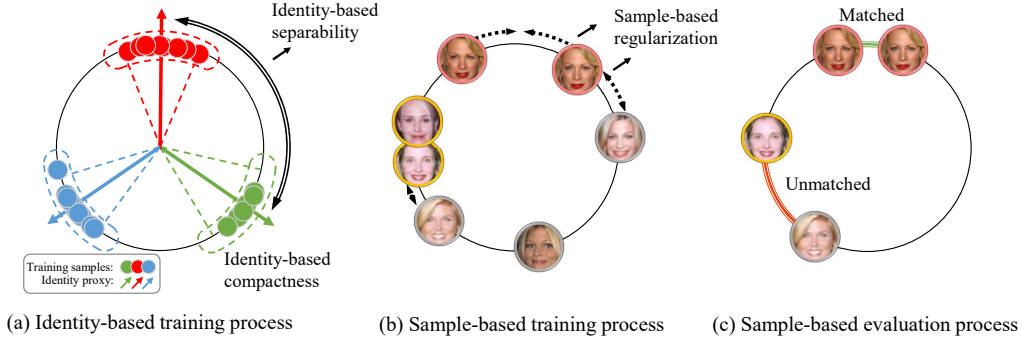 Identity-based
separability
Identity-based
compactness
Training samples:
Identity proxy:
(a) Identity-based training process
Sample-based
regularization
(b) Sample-based training process
Matched
Unmatched
(c) Sample-based evaluation process